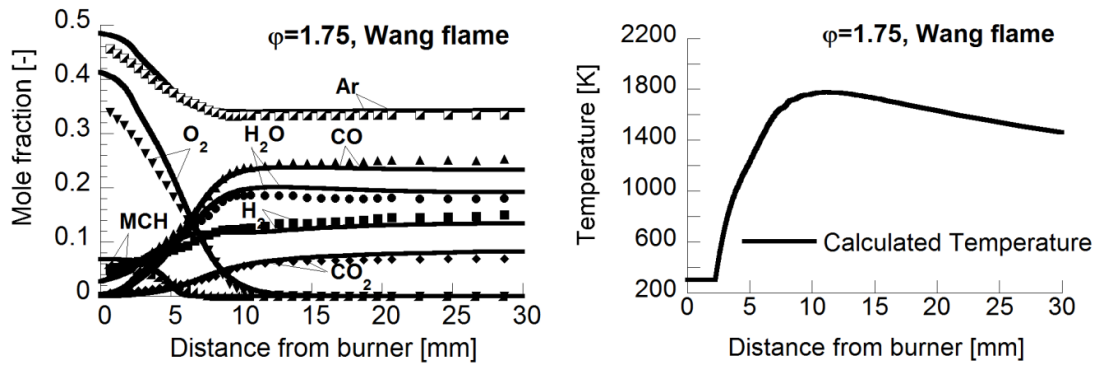 φ=1.75, Wang flame
Mole fraction [-]
0.5
0.4
0.3
0.2
0.1
0
Ar
O2
H2O
CO
MCH
H2
CO2
0 5 10 15 20 25 30
Distance from burner [mm]
φ=1.75, Wang flame
Temperature [K]
2200
1800
1400
1000
600
200
Calculated Temperature
0 5 10 15 20 25 30
Distance from burner [mm]